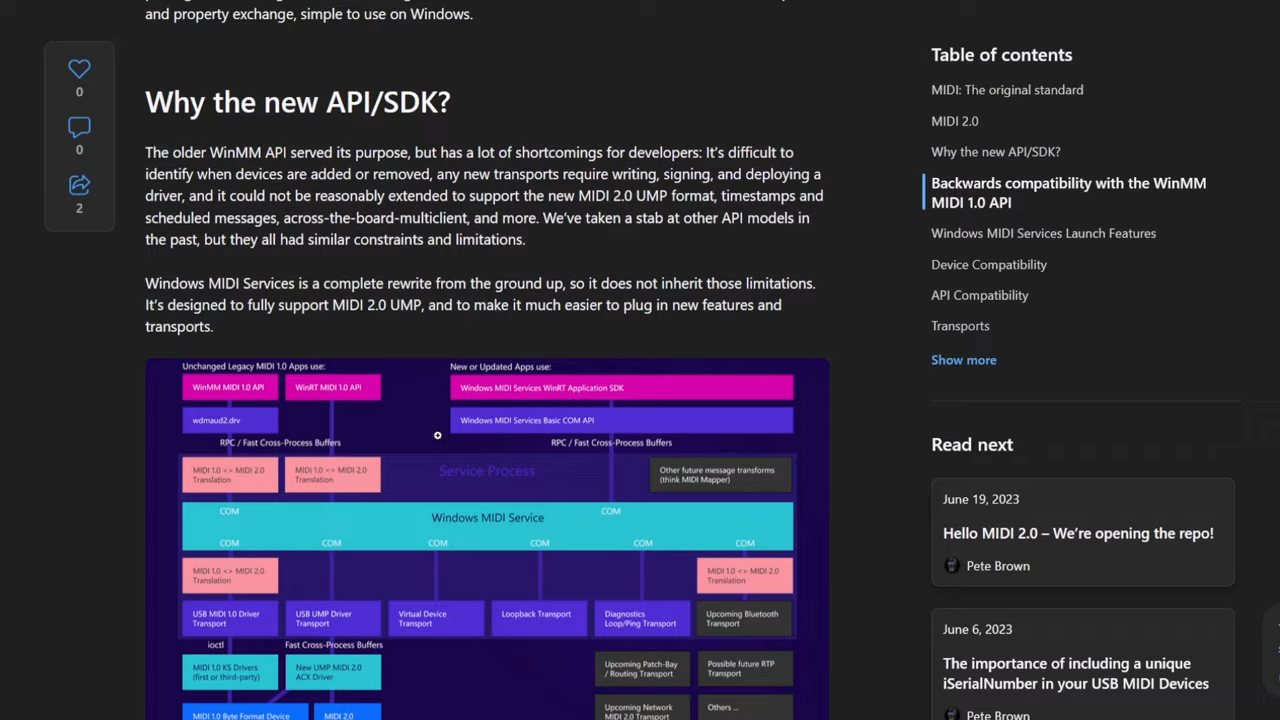 and property exchange, simple to use on Windows.
0
0
2
Why the new API/SDK?
The older WinMM API served its purpose, but has a lot of shortcomings for developers: It's difficult to
identify when devices are added or removed, any new transports require writing, signing, and deploying a
driver, and it could not be reasonably extended to support the new MIDI 2.0 UMP format, timestamps and
scheduled messages, across-the-board-multiclient, and more. We've taken a stab at other API models in
the past, but they all had similar constraints and limitations.
Windows MIDI Services is a complete rewrite from the ground up, so it does not inherit those limitations.
It's designed to fully support MIDI 2.0 UMP, and to make it much easier to plug in new features and
transports.
Unchanged Legacy MIDI 1.0 Apps use:
New or Updated Apps use:
WinMM MIDI 1.0 API
WinRT MIDI 1.0 API
Windows MIDI Services WinRT Application SDK
wdmaud2.drv
Windows MIDI Services Basic COM API
RPC / Fast Cross-Process Buffers
RPC / Fast Cross-Process Buffers
MIDI 1.0 <> MIDI 2.0
Translation
MIDI 1.0 <> MIDI 2.0
Translation
Service Process
Other future message transforms
(think MIDI Mapper)
COM
COM
Windows MIDI Service
COM
COM
COM
COM
COM
COM
MIDI 1.0 <> MIDI 2.0
Translation
MIDI 1.0 <> MIDI 2.0
Translation
USB MIDI 1.0 Driver
Transport
USB UMP Driver
Transport
Virtual Device
Transport
Loopback Transport
Diagnostics
Loop/Ping Transport
Upcoming Bluetooth
Transport
ioctl
Fast Cross-Process Buffers
MIDI 1.0 KS Drivers
(first or third-party)
New UMP MIDI 2.0
ACX Driver
Upcoming Patch-Bay
/ Routing Transport
Possible future RTP
Transport
MIDI 1.0 Byte Format Device
MIDI 2.0
Upcoming Network
MIDI 2.0 Transport
Others ...
Table of contents
MIDI: The original standard
MIDI 2.0
Why the new API/SDK?
Backwards compatibility with the WinMM
MIDI 1.0 API
Windows MIDI Services Launch Features
Device Compatibility
API Compatibility
Transports
Show more
Read next
June 19, 2023
Hello MIDI 2.0 – We're opening the repo!
Pete Brown
June 6, 2023
The importance of including a unique
iSerialNumber in your USB MIDI Devices
Pete Brown